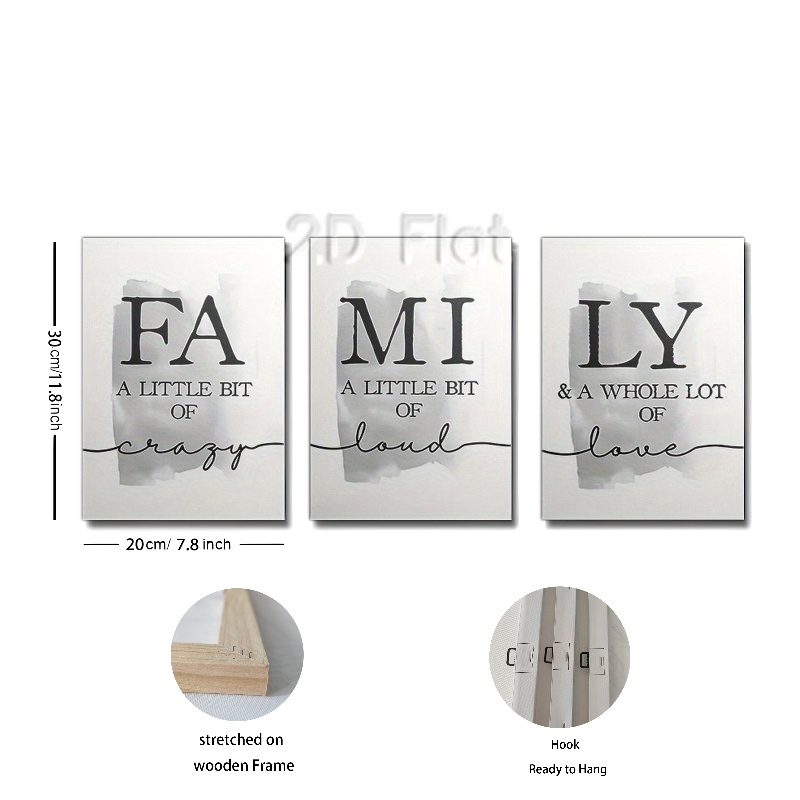 2D Flat
FA
A LITTLE BIT
OF
crazy
MI
A LITTLE BIT
OF
loud
LY
& A WHOLE LOT
OF
love
30cm/11.8inch
20cm/ 7.8 inch
stretched on
wooden Frame
Hook
Ready to Hang